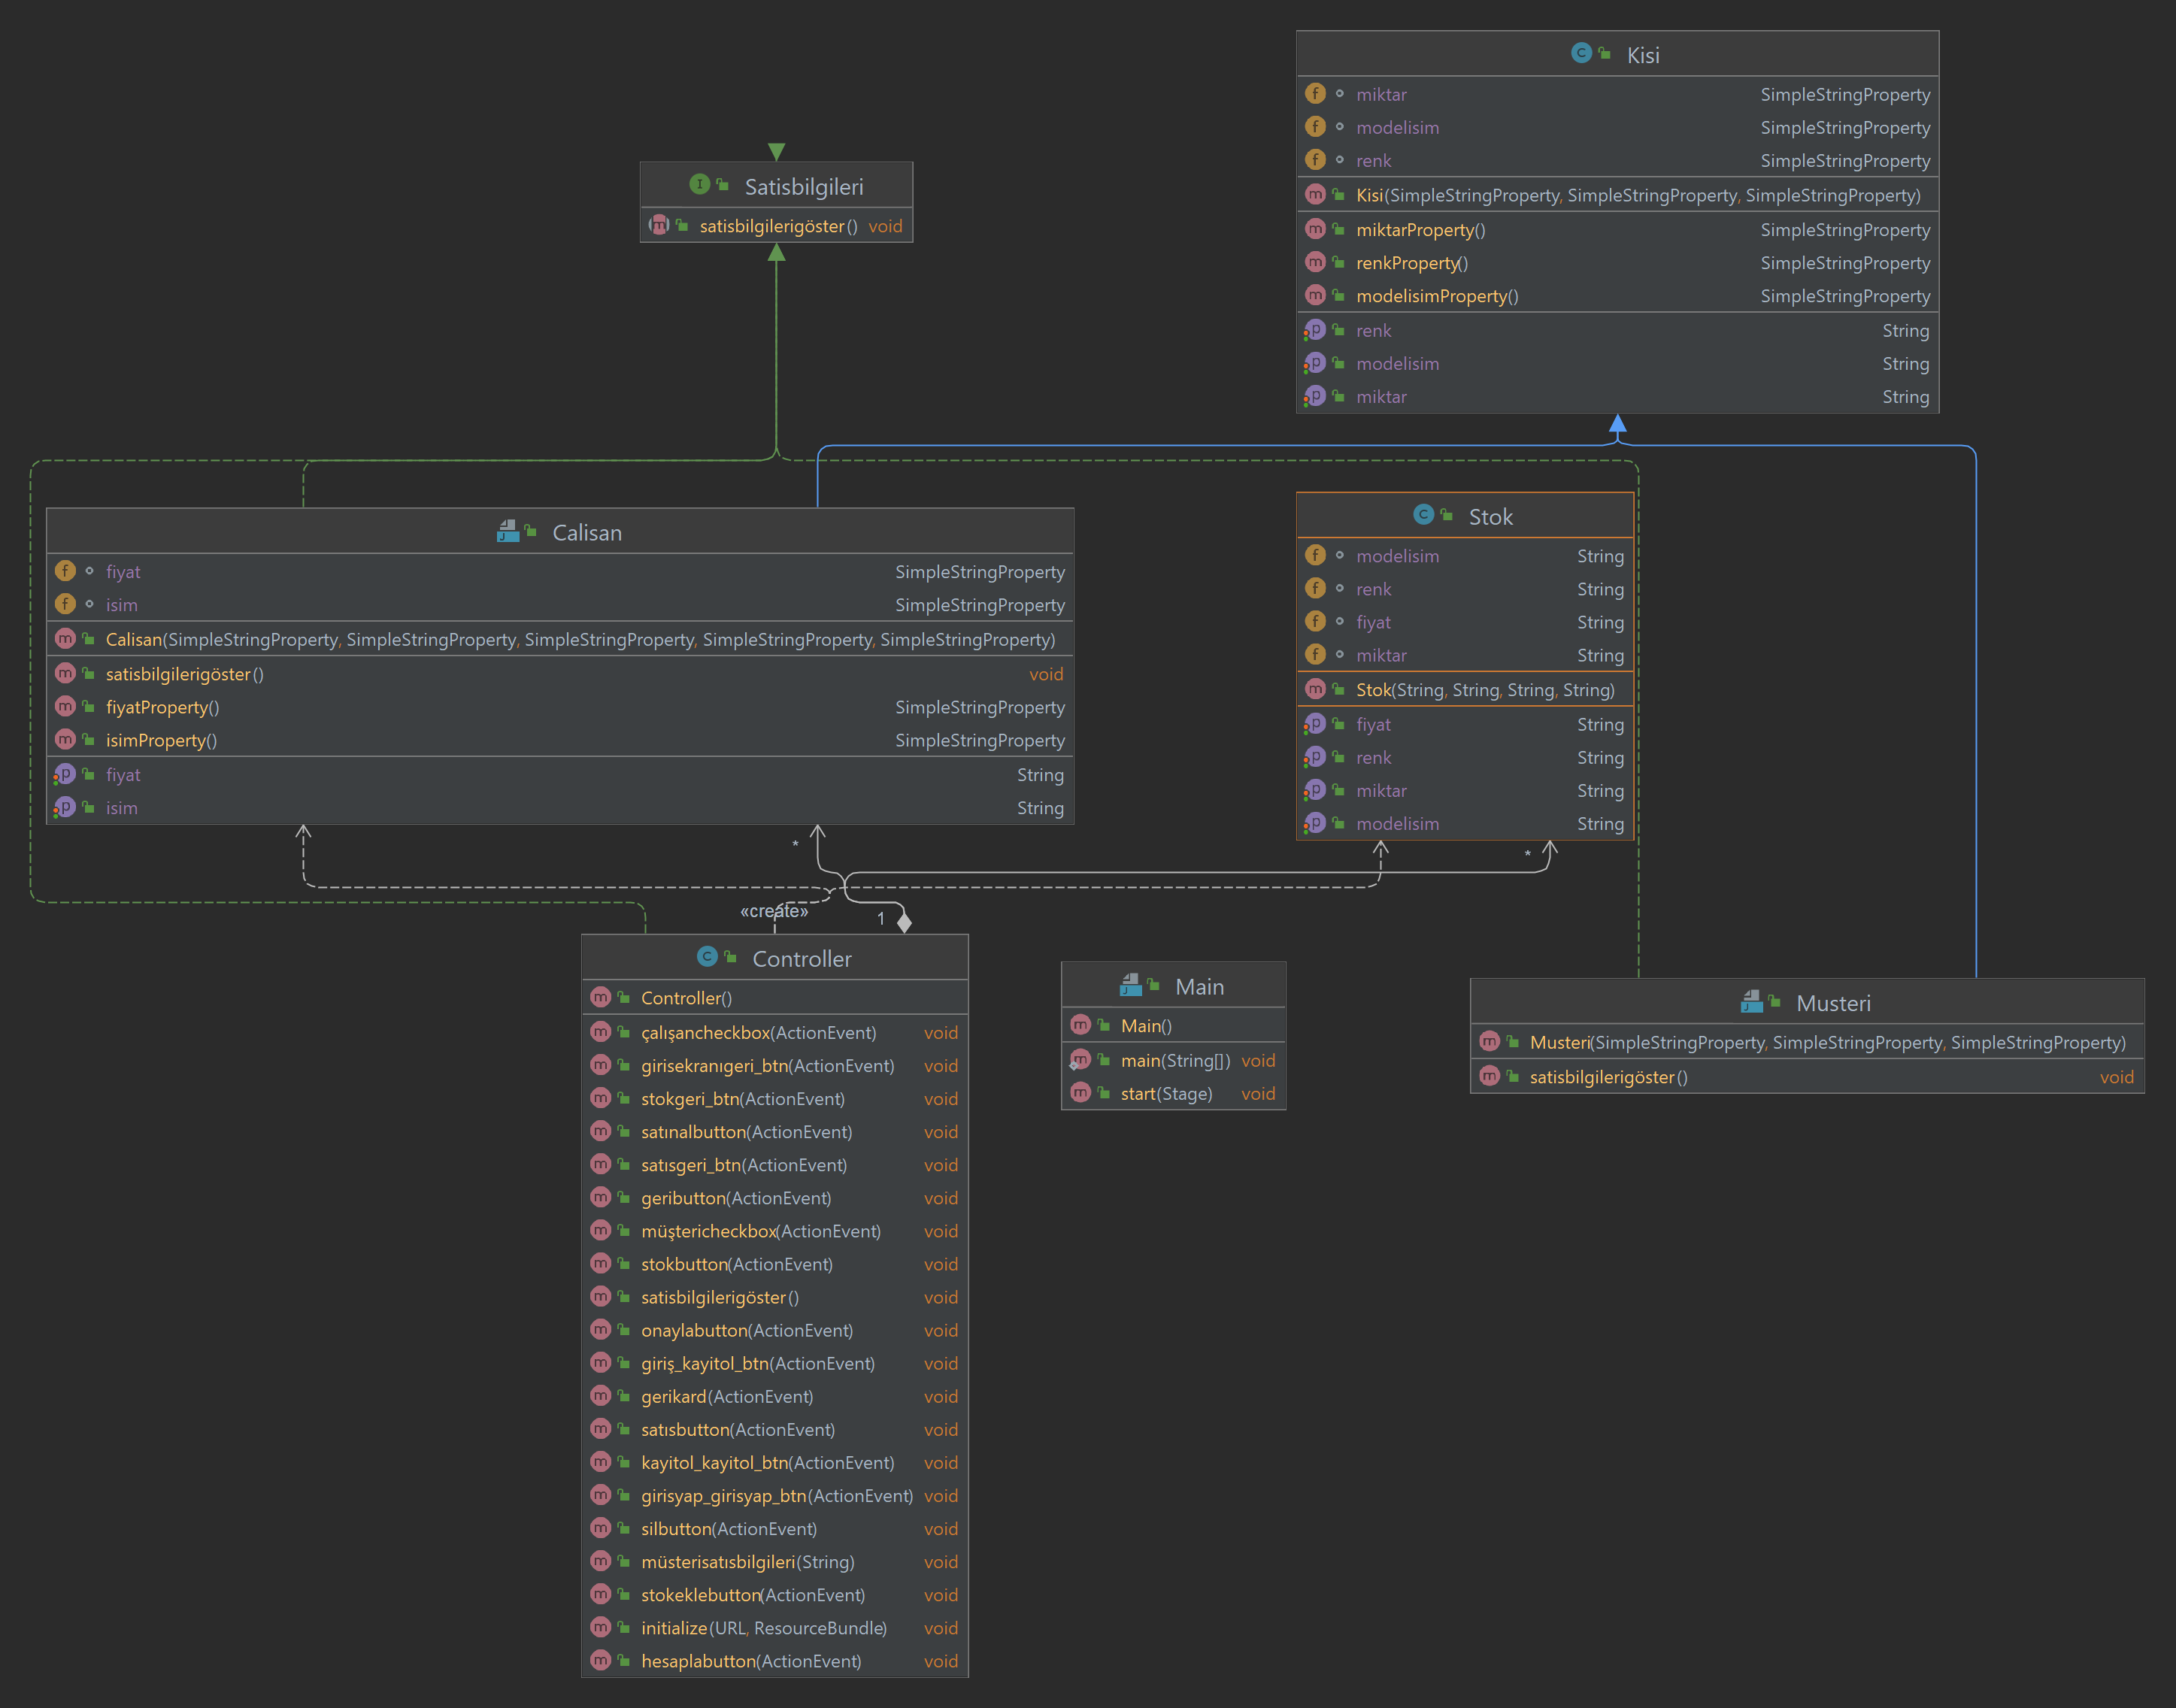 Kisi
miktar SimpleStringProperty
modelisim SimpleStringProperty
renk SimpleStringProperty
Kisi(SimpleStringProperty, SimpleStringProperty, SimpleStringProperty)
miktarProperty() SimpleStringProperty
renkProperty() SimpleStringProperty
modelisimProperty() SimpleStringProperty
renk String
modelisim String
miktar String
Satisbilgileri
satisbilgilerigöster() void
Calisan
fiyat SimpleStringProperty
isim SimpleStringProperty
Calisan(SimpleStringProperty, SimpleStringProperty, SimpleStringProperty, SimpleStringProperty, SimpleStringProperty)
satisbilgilerigöster() void
fiyatProperty() SimpleStringProperty
isimProperty() SimpleStringProperty
fiyat String
isim String
Stok
modelisim String
renk String
fiyat String
miktar String
Stok(String, String, String, String)
fiyat String
renk String
miktar String
modelisim String
*
*
«create»
1
Controller
Controller()
çalışancheckbox(ActionEvent) void
girisekranıgeri_btn(ActionEvent) void
stokgeri_btn(ActionEvent) void
satınalbutton(ActionEvent) void
satısgeri_btn(ActionEvent) void
geributton(ActionEvent) void
müştericheckbox(ActionEvent) void
stokbutton(ActionEvent) void
satisbilgilerigöster() void
onaylabutton(ActionEvent) void
giriş_kayitol_btn(ActionEvent) void
gerikard(ActionEvent) void
satısbutton(ActionEvent) void
kayitol_kayitol_btn(ActionEvent) void
girisyap_girisyap_btn(ActionEvent) void
silbutton(ActionEvent) void
müsterisatısbilgileri(String) void
stokeklebutton(ActionEvent) void
initialize(URL, ResourceBundle) void
hesaplabutton(ActionEvent) void
Main
Main()
main(String[]) void
start(Stage) void
Musteri
Musteri(SimpleStringProperty, SimpleStringProperty, SimpleStringProperty)
satisbilgilerigöster() void